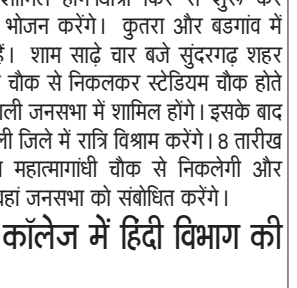 भोजन करेंगे। कुतरा और बडगांव में
हैं। शाम साढ़े चार बजे सुंदरगढ़ शहर
चौक से निकलकर स्टेडियम चौक होते
जनसभा में शामिल होंगे। इसके बाद
जिले में रात्रि विश्राम करेंगे। 8 तारीख
महात्मागांधी चौक से निकलेगी और
जनसभा को संबोधित करेंगे।
कॉलेज में हिंदी विभाग की